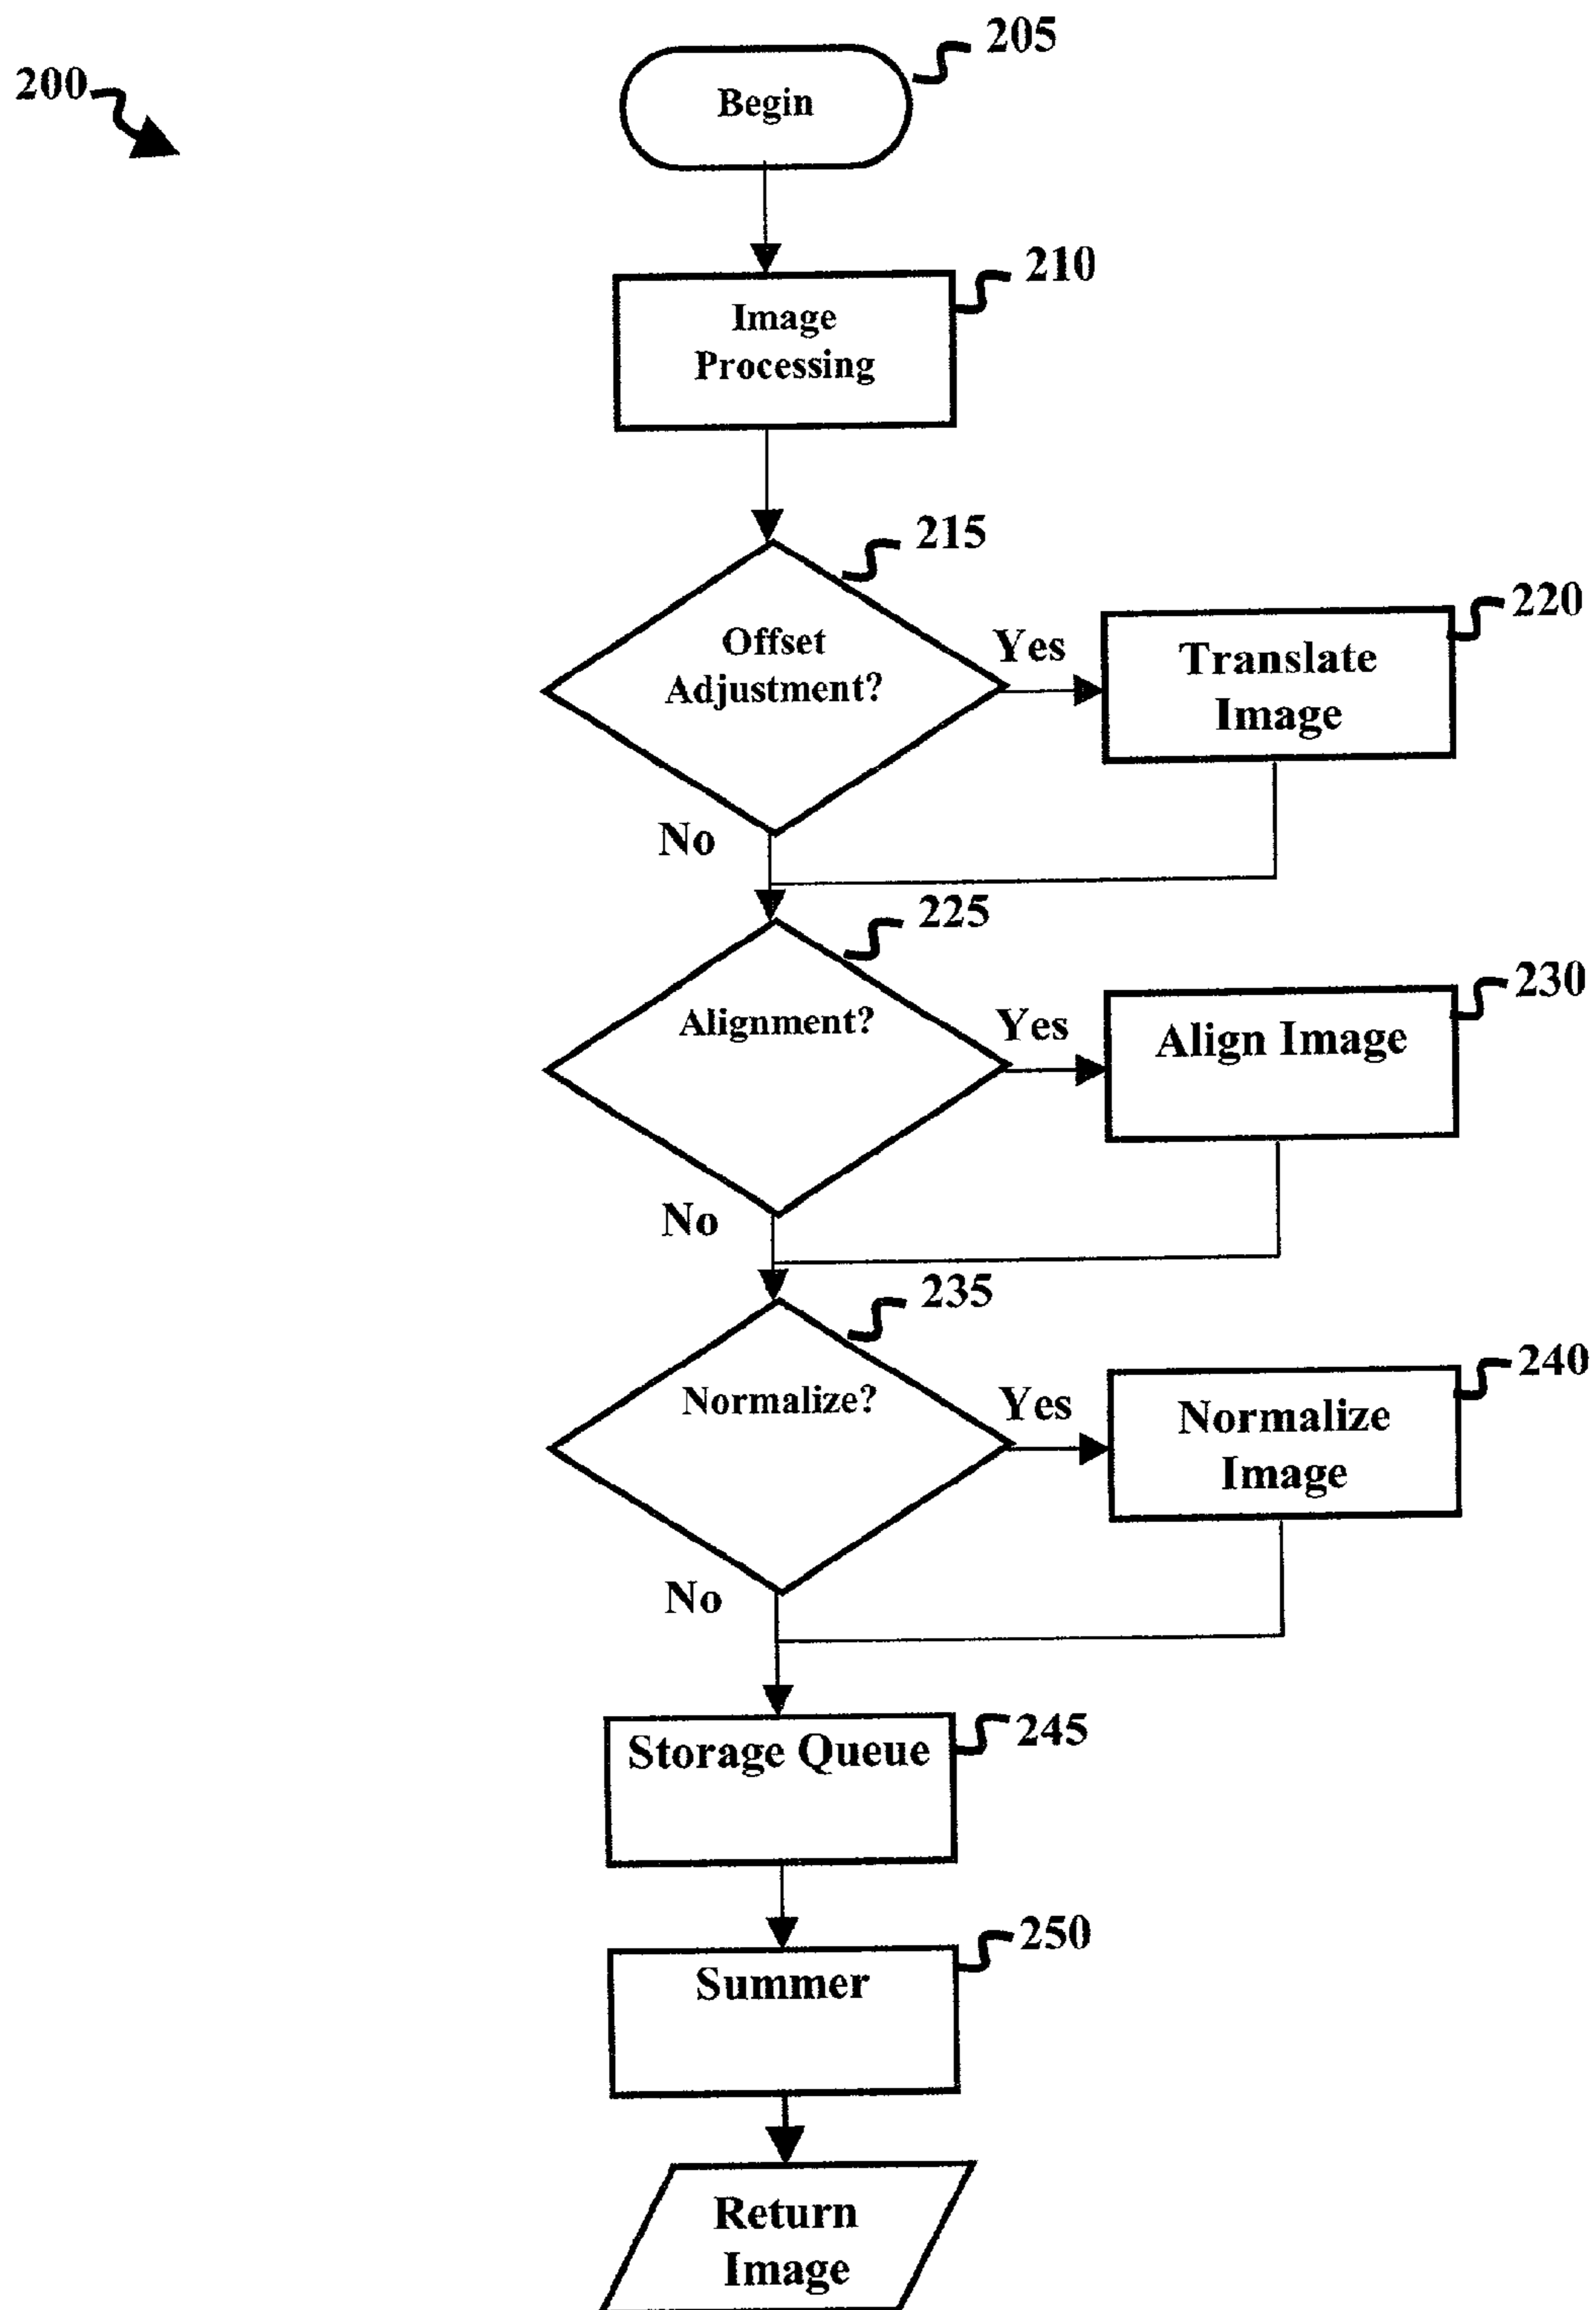 205
200
Begin
210
Image
Processing
215
220
Offset
Adjustment?
Yes
Translate
Image
No
225
230
Alignment?
Yes
Align Image
No
235
240
Normalize?
Yes
Normalize
Image
No
245
Storage Queue
250
Summer
Return
Image